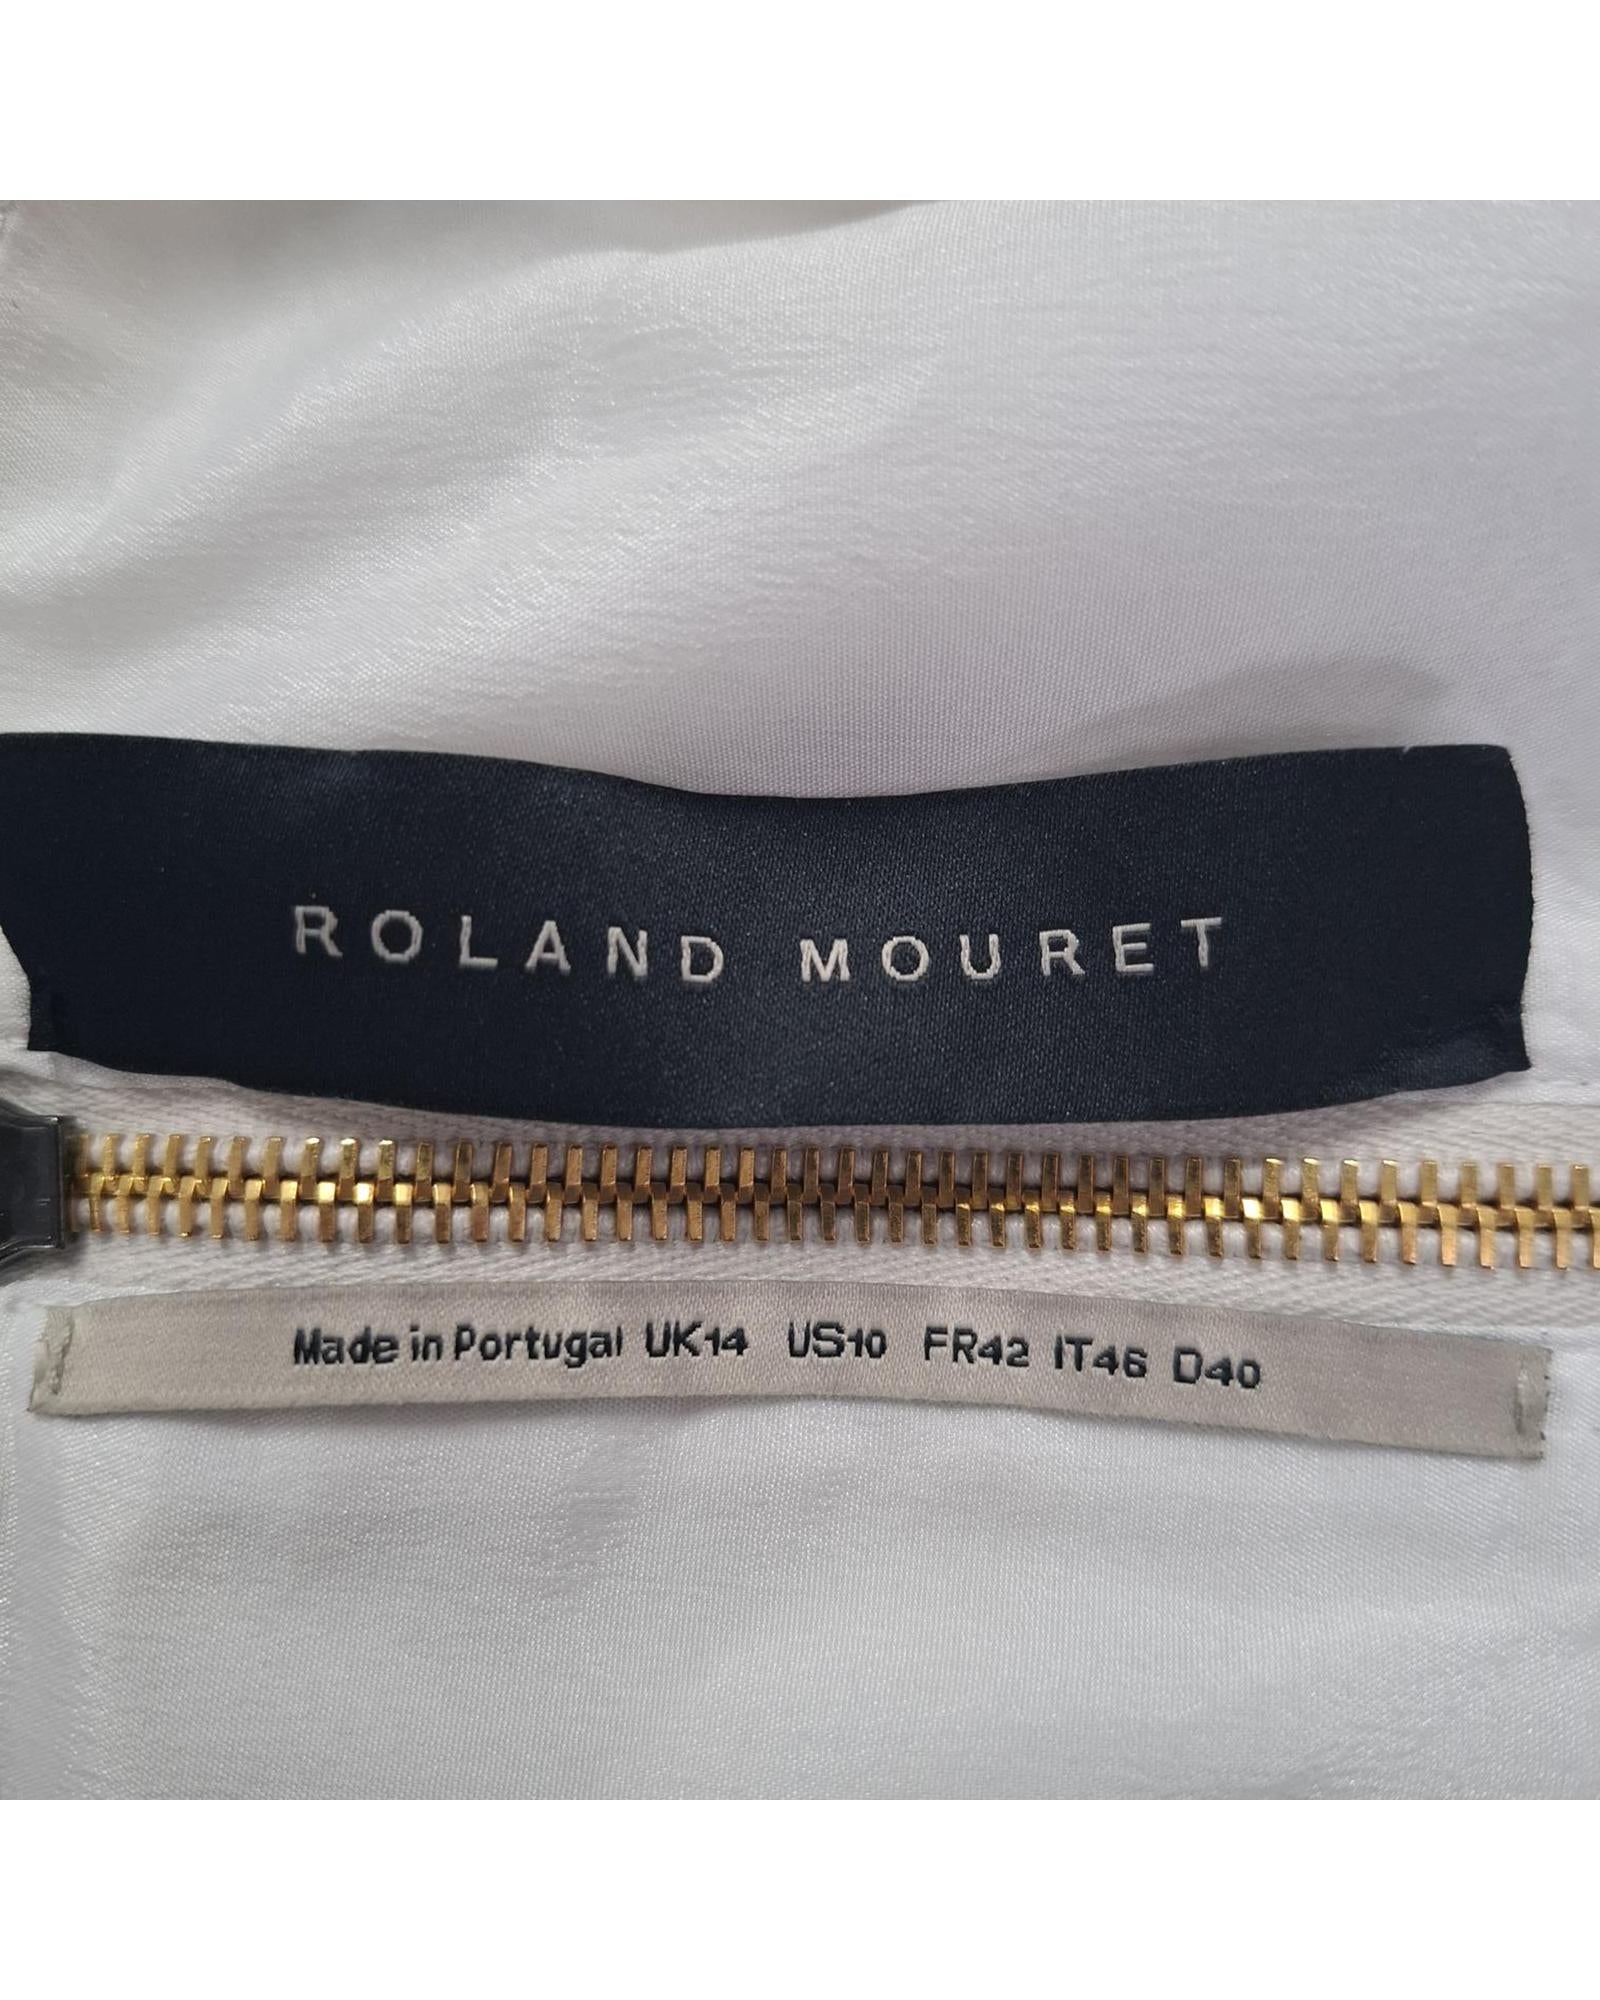 ROLAND MOURET
Made in Portugal UK14 US10 FR42 IT46 D40